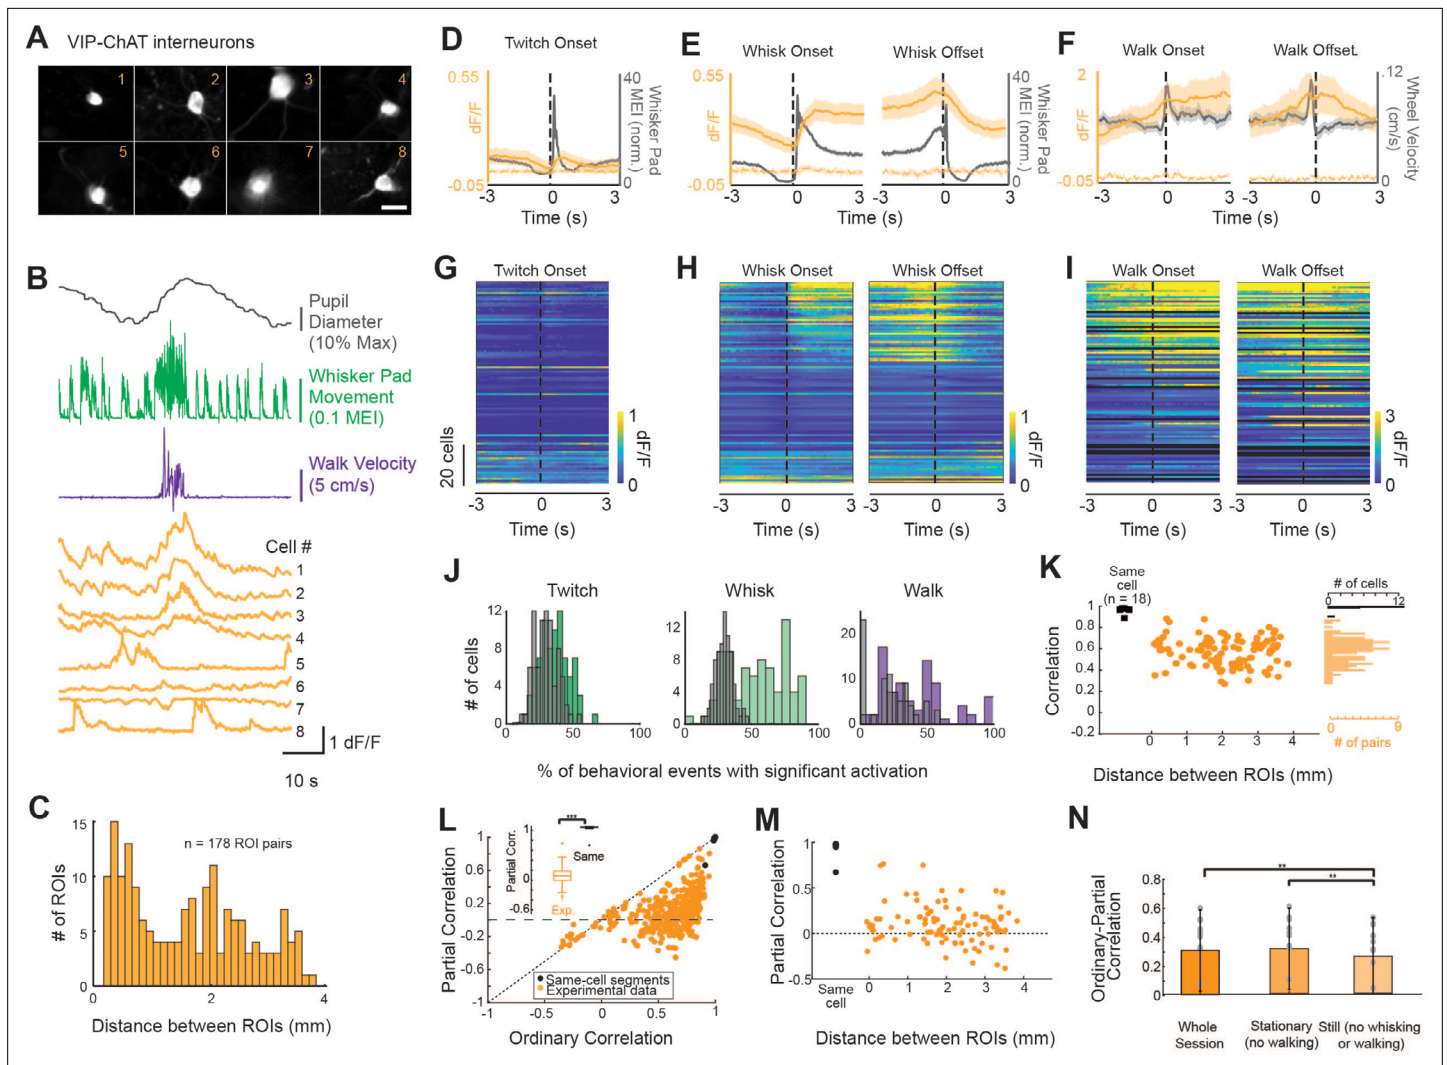 A VIP-ChAT interneurons
1
2
3
4
5
6
7
8
B
Pupil
Diameter
(10% Max)
Whisker Pad
Movement
(0.1 MEI)
Walk Velocity
(5 cm/s)
Cell #
1
2
3
4
5
6
7
8
1 dF/F
10 s
C
n = 178 ROI pairs
# of ROIs
15
10
5
0
0 2 4
Distance between ROIs (mm)
D
Twitch Onset
0.55
dF/F
-0.05
40
Whisker Pad
MEI (norm.)
0
-3 0 3
Time (s)
E
Whisk Onset
Whisk Offset
0.55
dF/F
-0.05
40
Whisker Pad
MEI (norm.)
0
-3 0 3
-3 0 3
Time (s)
Time (s)
F
Walk Onset
Walk Offset
2
dF/F
-0.05
.12
Wheel Velocity
(cm/s)
0
-3 0 3
-3 0 3
Time (s)
Time (s)
G
Twitch Onset
20 cells
1
dF/F
0
-3 0 3
Time (s)
H
Whisk Onset
Whisk Offset
1
dF/F
0
-3 0 3
-3 0 3
Time (s)
Time (s)
I
Walk Onset
Walk Offset
3
dF/F
0
-3 0 3
-3 0 3
Time (s)
Time (s)
J
Twitch
Whisk
Walk
# of cells
12
8
4
0
0 50 100
12
8
4
0
0 50 100
20
10
0
0 50 100
% of behavioral events with significant activation
K
Same
cell
(n = 18)
Correlation
1
0.8
0.6
0.4
0.2
0
-0.2
0 1 2 3 4
Distance between ROIs (mm)
# of cells
0 12
0 9
# of pairs
L
Partial Correlation
1
0.6
0.2
-0.2
-0.6
-1
-1 -0.5 0 0.5 1
Ordinary Correlation
Partial Corr.
1
0
-0.6
***
Same
Exp.
Same-cell segments
Experimental data
M
Partial Correlation
1
0.5
0
-0.5
Same
cell
0 1 2 3 4
Distance between ROIs (mm)
N
Ordinary-Partial
Correlation
0.8
0.6
0.4
0.2
0
**
**
Whole
Session
Stationary
(no walking)
Still (no whisking
or walking)